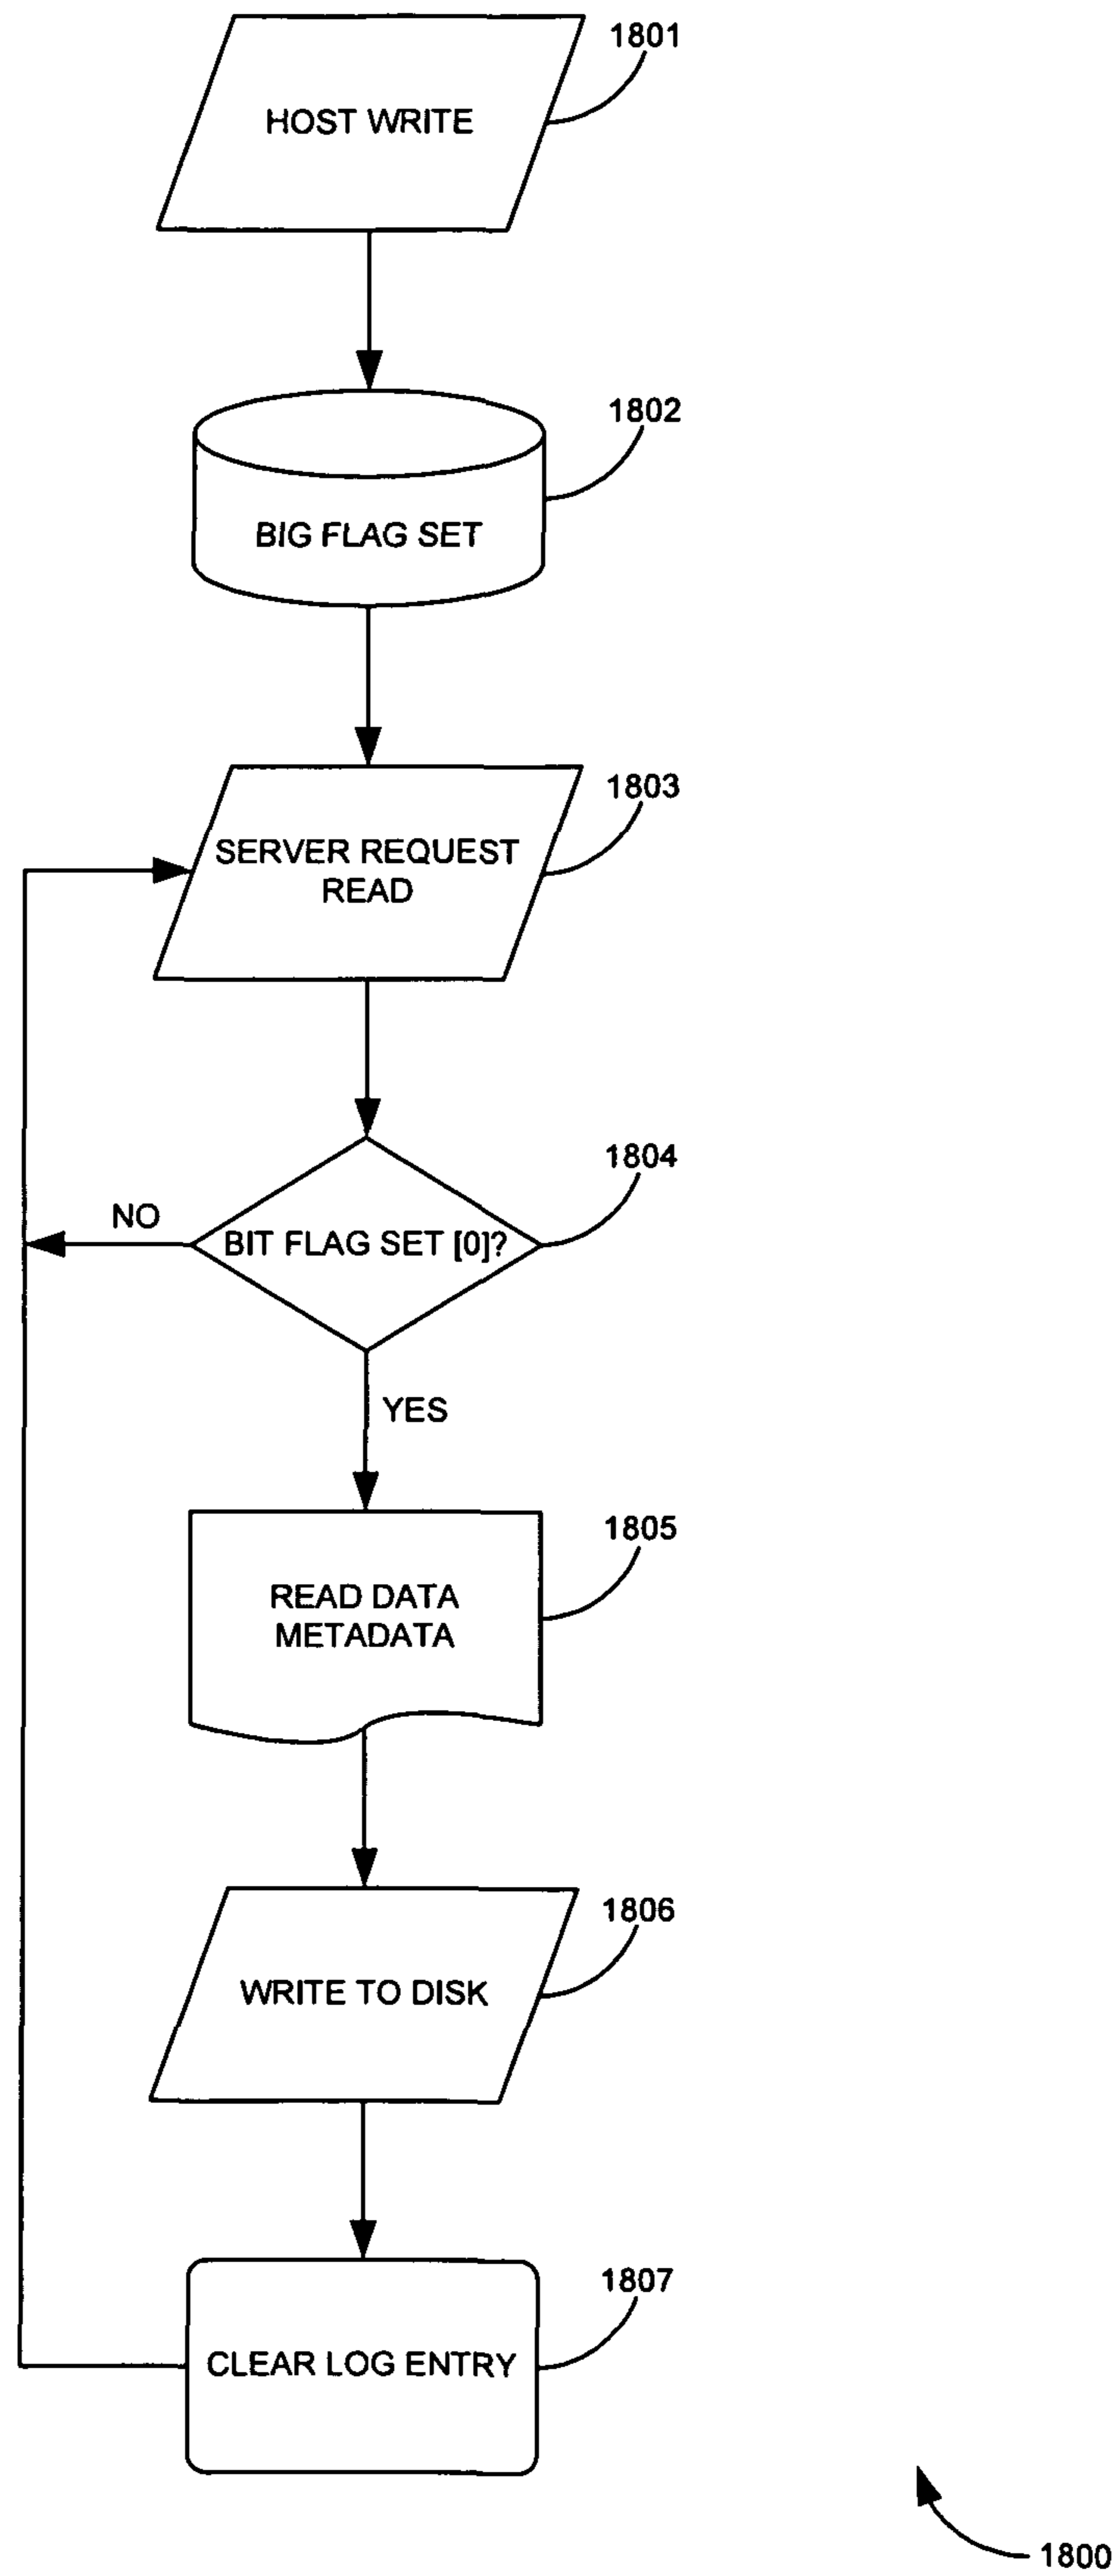 1801
HOST WRITE
1802
BIG FLAG SET
1803
SERVER REQUEST
READ
1804
NO
BIT FLAG SET [0]?
YES
1805
READ DATA
METADATA
1806
WRITE TO DISK
1807
CLEAR LOG ENTRY
1800